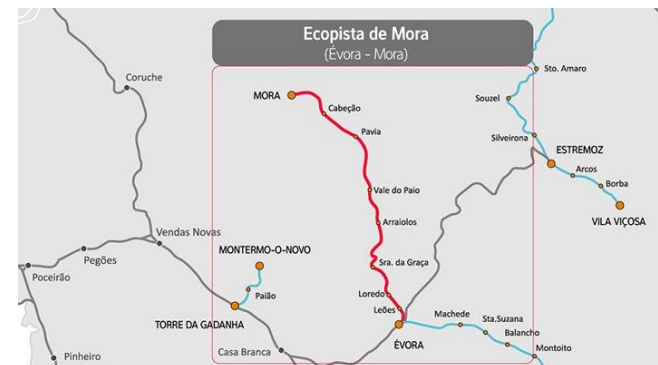 Ecopista de Mora
(Évora - Mora)
Sto. Amaro
Coruche
MORA
Souzel
Cabeção
Pavia
Silveirona
ESTREMOZ
Arcos
Borba
Vale do Paio
VILA VIÇOSA
Arraiolos
Vendas Novas
MONTERMO-O-NOVO
Pegões
Sra. da Graça
Poceirão
Paião
Loredo
Leões
TORRE DA GADANHA
Machede
Sta.Suzana
Balancho
ÉVORA
Montoito
Casa Branca
Pinheiro